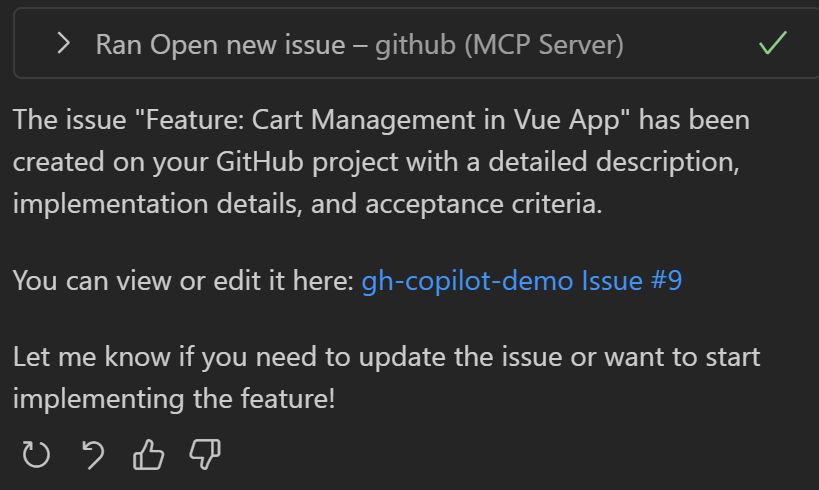 Ran Open new issue – github (MCP Server)
The issue "Feature: Cart Management in Vue App" has been
created on your GitHub project with a detailed description,
implementation details, and acceptance criteria.
You can view or edit it here: gh-copilot-demo Issue #9
Let me know if you need to update the issue or want to start
implementing the feature!